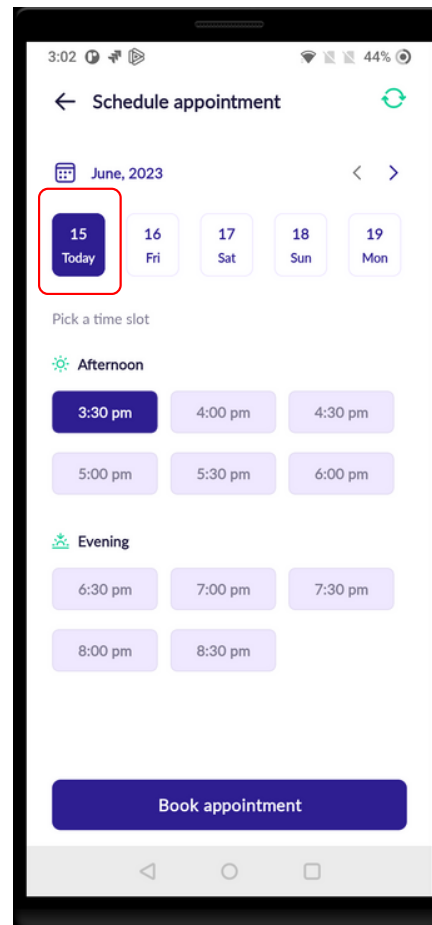 3:02 44%
Schedule appointment
June, 2023
15 16 17 18 19
Today Fri Sat Sun Mon
Pick a time slot
Afternoon
3:30 pm 4:00 pm 4:30 pm
5:00 pm 5:30 pm 6:00 pm
Evening
6:30 pm 7:00 pm 7:30 pm
8:00 pm 8:30 pm
Book appointment